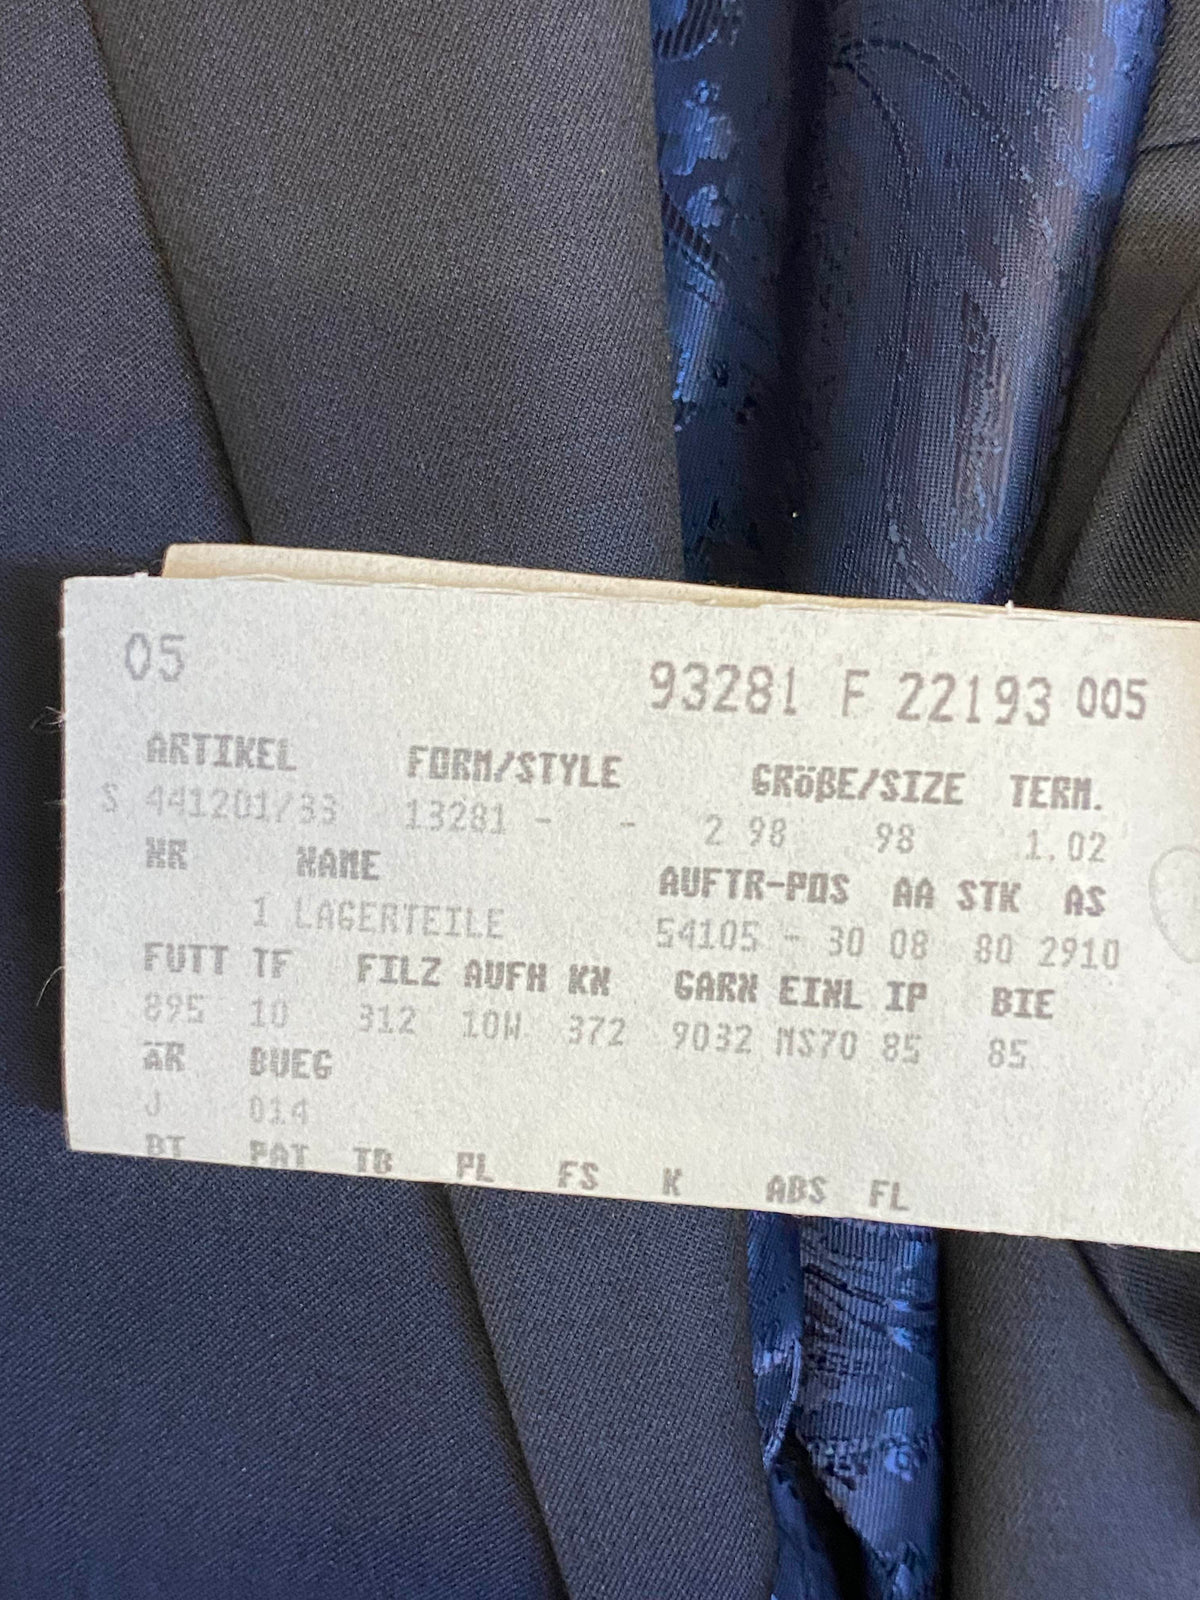 05 93281 F 22193 005
ARTIKEL FORM/STYLE GRÖßE/SIZE TERM.
S 441201/33 13281 - - 2 98 98 1.02
NR NAME AUFTR-POS AA STK AS
1 LAGERTEILE 54105 - 30 08 80 2910
FUTT TF FILZ AUFH KN GARN EINL IP BIE
895 10 312 10W 372 9032 MS70 85 85
ÄR BUEG
J 014
BT PAT TB PL FS K ABS FL